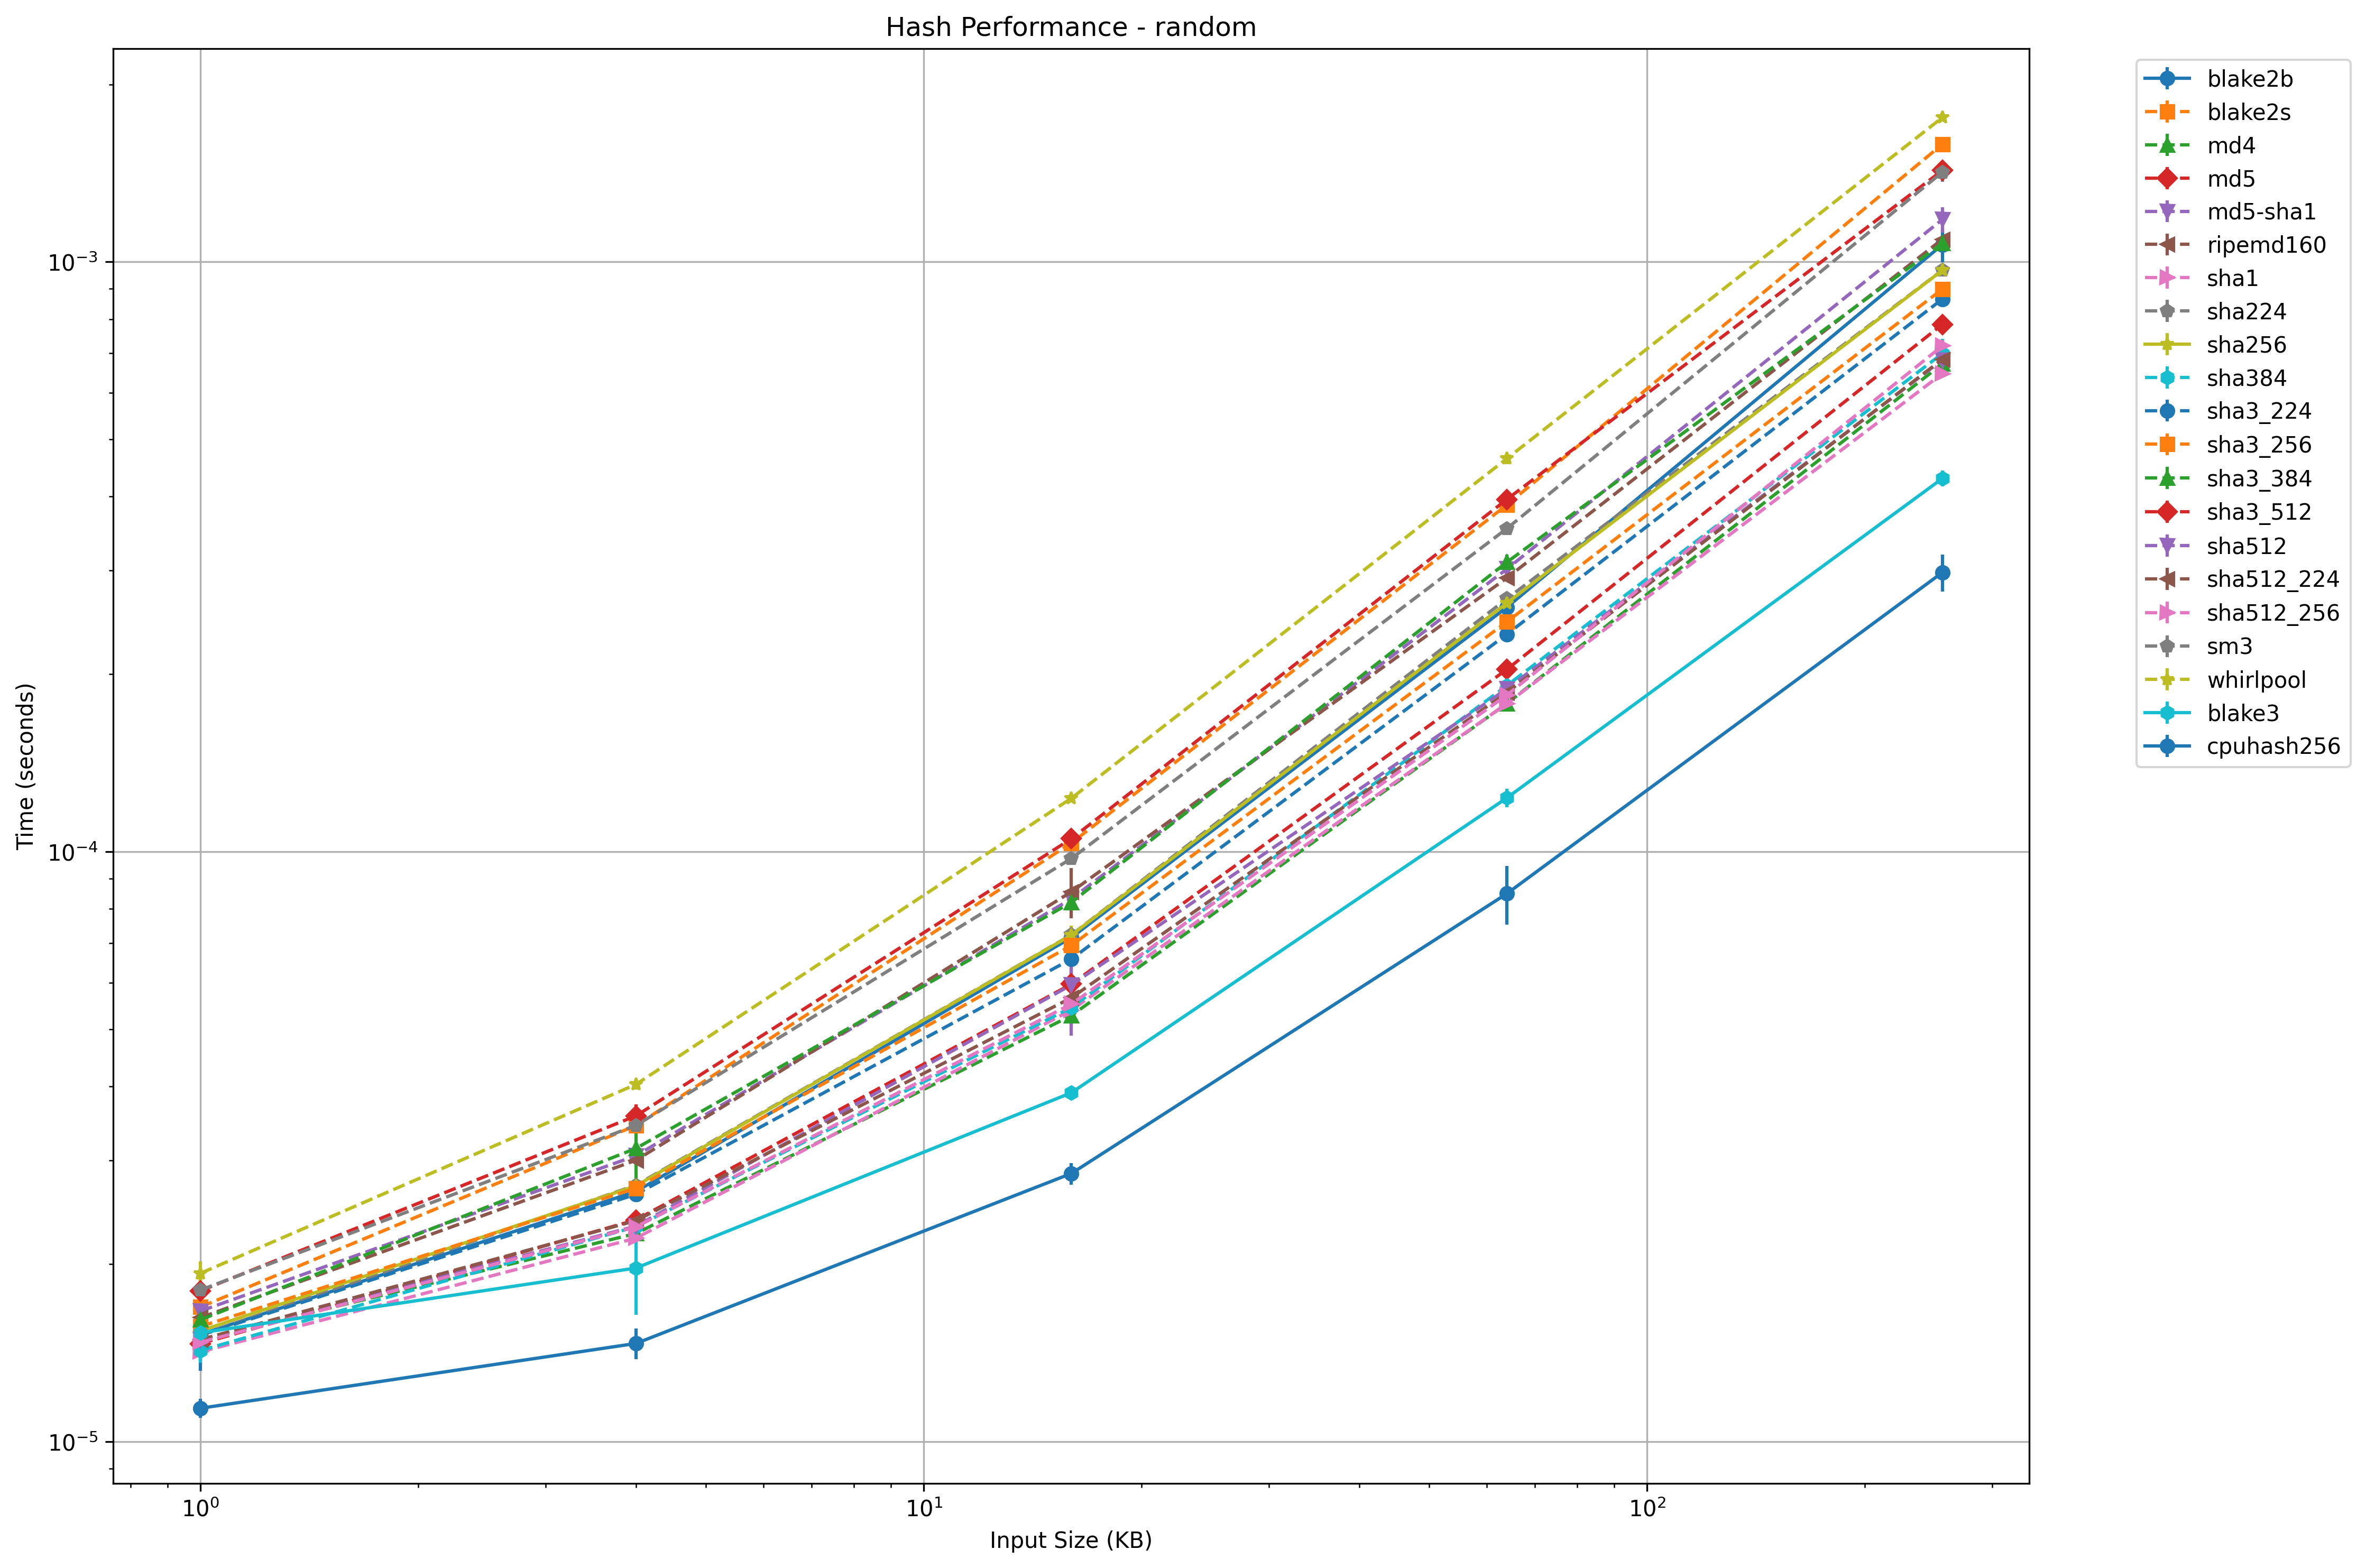 Hash Performance - random
Time (seconds)
10⁻³
10⁻⁴
10⁻⁵
10⁰
10¹
10²
Input Size (KB)
blake2b
blake2s
md4
md5
md5-sha1
ripemd160
sha1
sha224
sha256
sha384
sha3_224
sha3_256
sha3_384
sha3_512
sha512
sha512_224
sha512_256
sm3
whirlpool
blake3
cpuhash256